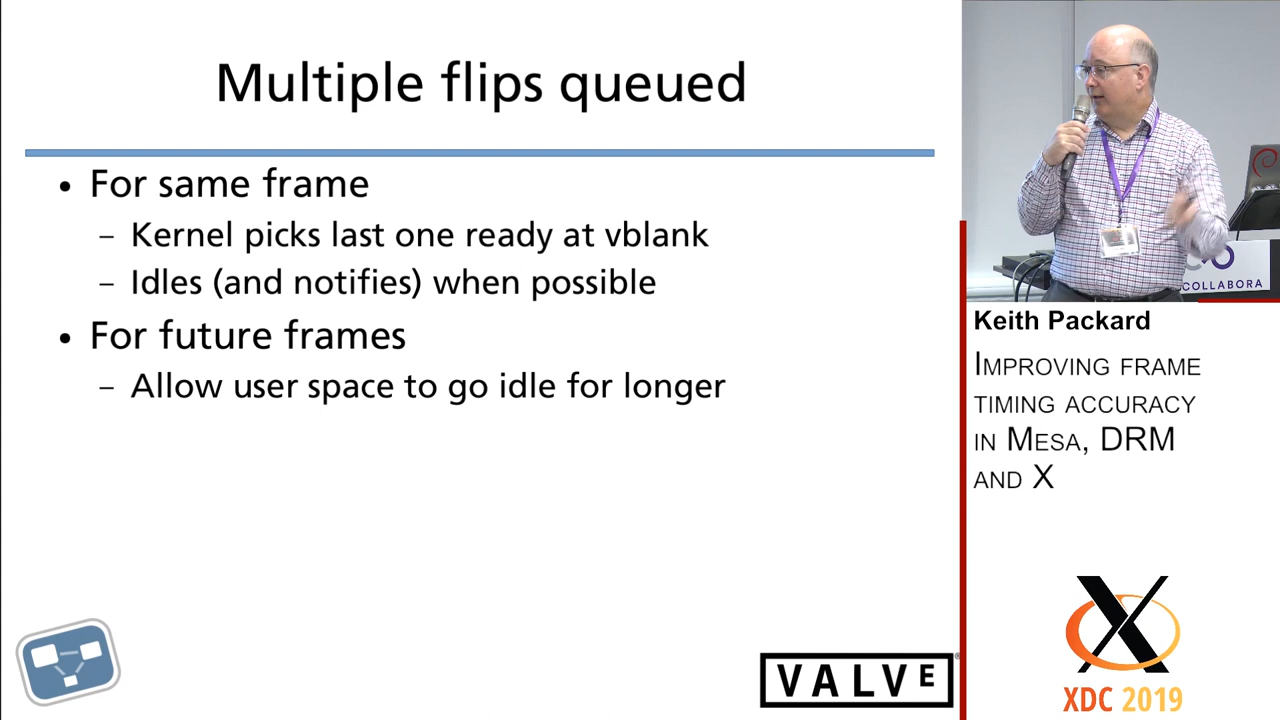 Multiple flips queued
• For same frame
– Kernel picks last one ready at vblank
– Idles (and notifies) when possible
• For future frames
– Allow user space to go idle for longer
VALVE®
COLLABORA
Keith Packard
Improving frame
timing accuracy
in Mesa, DRM
and X
XDC 2019